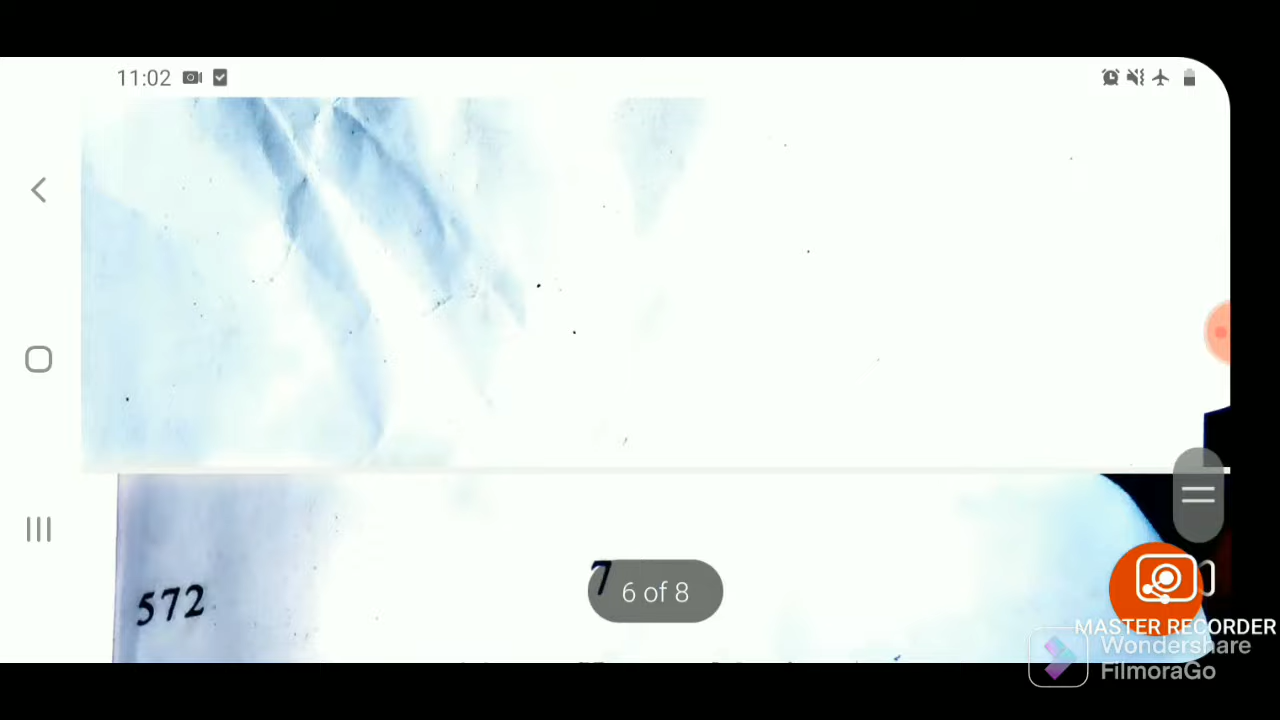 11:02
572
7
6 of 8
MASTER RECORDER
Wondershare
FilmoraGo